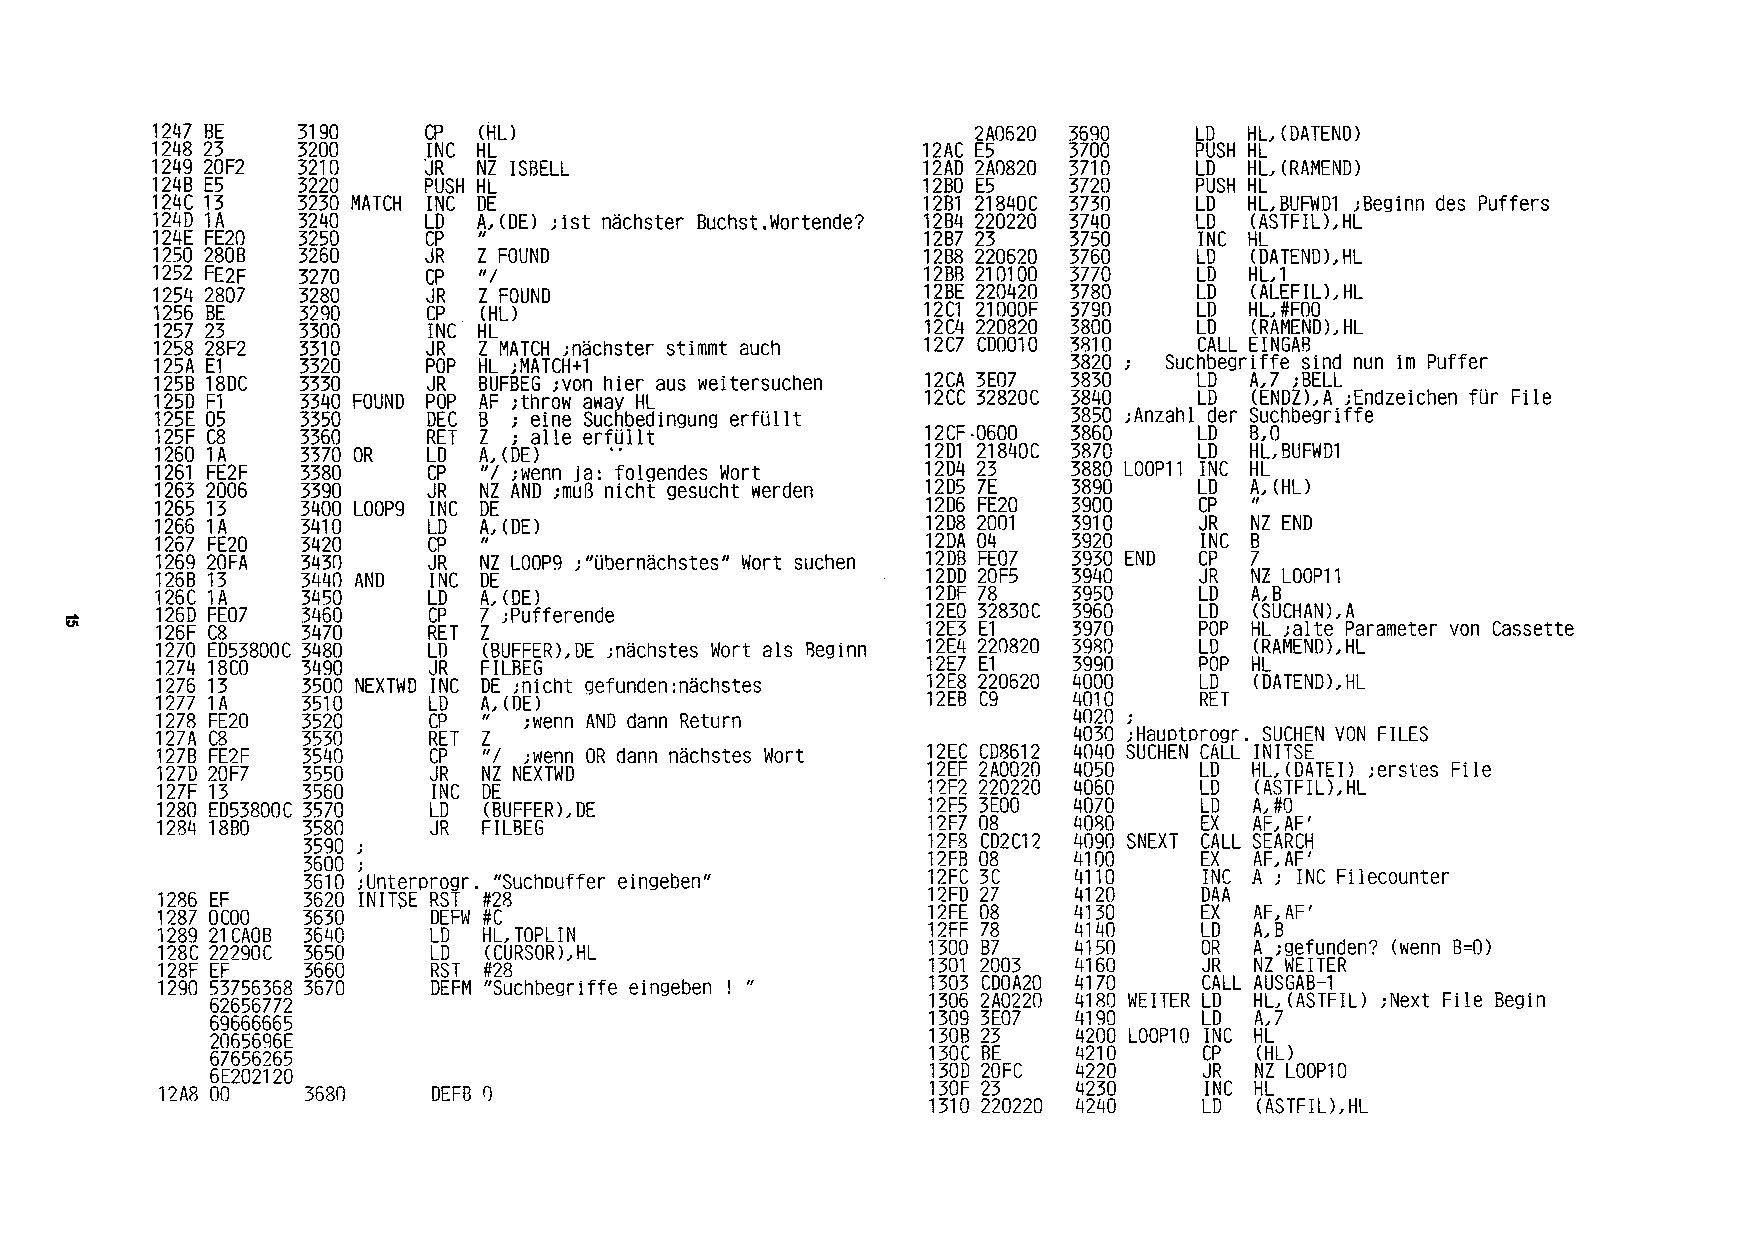 1247 BE 3190 CP (HL)
1248 23 3200 INC HL
1249 20F2 3210 JR NZ ISBELL
124B E5 3220 PUSH HL
124C 13 3230 MATCH INC DE
124D 1A 3240 LD A,(DE) ;ist nächster Buchst.Wortende?
124E FE20 3250 CP "
1250 280B 3260 JR Z FOUND
1252 FE2F 3270 CP "/
1254 2807 3280 JR Z FOUND
1256 BE 3290 CP (HL)
1257 23 3300 INC HL
1258 28F2 3310 JR Z MATCH ;nächster stimmt auch
125A E1 3320 POP HL ;MATCH+1
125B 18DC 3330 JR BUFBEG ;von hier aus weitersuchen
125D F1 3340 FOUND POP AF ;throw away HL
125E 05 3350 DEC B ; eine Suchbedingung erfüllt
125F C8 3360 RET Z ; alle erfüllt
1260 1A 3370 OR LD A,(DE)
1261 FE2F 3380 CP "/ ;wenn ja: folgendes Wort
1263 2006 3390 JR NZ AND ;muß nicht gesucht werden
1265 13 3400 LOOP9 INC DE
1266 1A 3410 LD A,(DE)
1267 FE20 3420 CP "
1269 20FA 3430 JR NZ LOOP9 ;"übernächstes" Wort suchen
126B 13 3440 AND INC DE
126C 1A 3450 LD A,(DE)
126D FE07 3460 CP 7 ;Pufferende
126F C8 3470 RET Z
1270 ED53800C 3480 LD (BUFFER),DE ;nächstes Wort als Beginn
1274 18C0 3490 JR FILBEG
1276 13 3500 NEXTWD INC DE ;nicht gefunden:nächstes
1277 1A 3510 LD A,(DE)
1278 FE20 3520 CP " ;wenn AND dann Return
127A C8 3530 RET Z
127B FE2F 3540 CP "/ ;wenn OR dann nächstes Wort
127D 20F7 3550 JR NZ NEXTWD
127F 13 3560 INC DE
1280 ED53800C 3570 LD (BUFFER),DE
1284 18B0 3580 JR FILBEG
3590 ;
3600 ;
3610 ;Unterprogr. "Suchpuffer eingeben"
1286 EF 3620 INITSE RST #28
1287 0C00 3630 DEFW #C
1289 21CA0B 3640 LD HL,TOPLIN
128C 22290C 3650 LD (CURSOR),HL
128F EF 3660 RST #28
1290 53756368 3670 DEFM "Suchbegriffe eingeben ! "
62656772
69666665
2065696E
67656265
6E202120
12A8 00 3680 DEFB 0
15
2A0620 3690 LD HL,(DATEND)
12AC E5 3700 PUSH HL
12AD 2A0820 3710 LD HL,(RAMEND)
12B0 E5 3720 PUSH HL
12B1 21840C 3730 LD HL,BUFWD1 ;Beginn des Puffers
12B4 220220 3740 LD (ASTFIL),HL
12B7 23 3750 INC HL
12B8 220620 3760 LD (DATEND),HL
12BB 210100 3770 LD HL,1
12BE 220420 3780 LD (ALEFIL),HL
12C1 21000F 3790 LD HL,#F00
12C4 220820 3800 LD (RAMEND),HL
12C7 CD0010 3810 CALL EINGAB
3820 ; Suchbegriffe sind nun im Puffer
12CA 3E07 3830 LD A,7 ;BELL
12CC 32820C 3840 LD (ENDZ),A ;Endzeichen für File
3850 ;Anzahl der Suchbegriffe
12CF 0600 3860 LD B,0
12D1 21840C 3870 LD HL,BUFWD1
12D4 23 3880 LOOP11 INC HL
12D5 7E 3890 LD A,(HL)
12D6 FE20 3900 CP "
12D8 2001 3910 JR NZ END
12DA 04 3920 INC B
12DB FE07 3930 END CP 7
12DD 20F5 3940 JR NZ LOOP11
12DF 78 3950 LD A,B
12E0 32830C 3960 LD (SUCHAN),A
12E3 E1 3970 POP HL ;alte Parameter von Cassette
12E4 220820 3980 LD (RAMEND),HL
12E7 E1 3990 POP HL
12E8 220620 4000 LD (DATEND),HL
12EB C9 4010 RET
4020 ;
4030 ;Hauptprogr. SUCHEN VON FILES
12EC CD8612 4040 SUCHEN CALL INITSE
12EF 2A0020 4050 LD HL,(DATEI) ;erstes File
12F2 220220 4060 LD (ASTFIL),HL
12F5 3E00 4070 LD A,#0
12F7 08 4080 EX AF,AF'
12F8 CD2C12 4090 SNEXT CALL SEARCH
12FB 08 4100 EX AF,AF'
12FC 3C 4110 INC A ; INC Filecounter
12FD 27 4120 DAA
12FE 08 4130 EX AF,AF'
12FF 78 4140 LD A,B
1300 B7 4150 OR A ;gefunden? (wenn B=0)
1301 2003 4160 JR NZ WEITER
1303 CD0A20 4170 CALL AUSGAB-1
1306 2A0220 4180 WEITER LD HL,(ASTFIL) ;Next File Begin
1309 3E07 4190 LD A,7
130B 23 4200 LOOP10 INC HL
130C BE 4210 CP (HL)
130D 20FC 4220 JR NZ LOOP10
130F 23 4230 INC HL
1310 220220 4240 LD (ASTFIL),HL